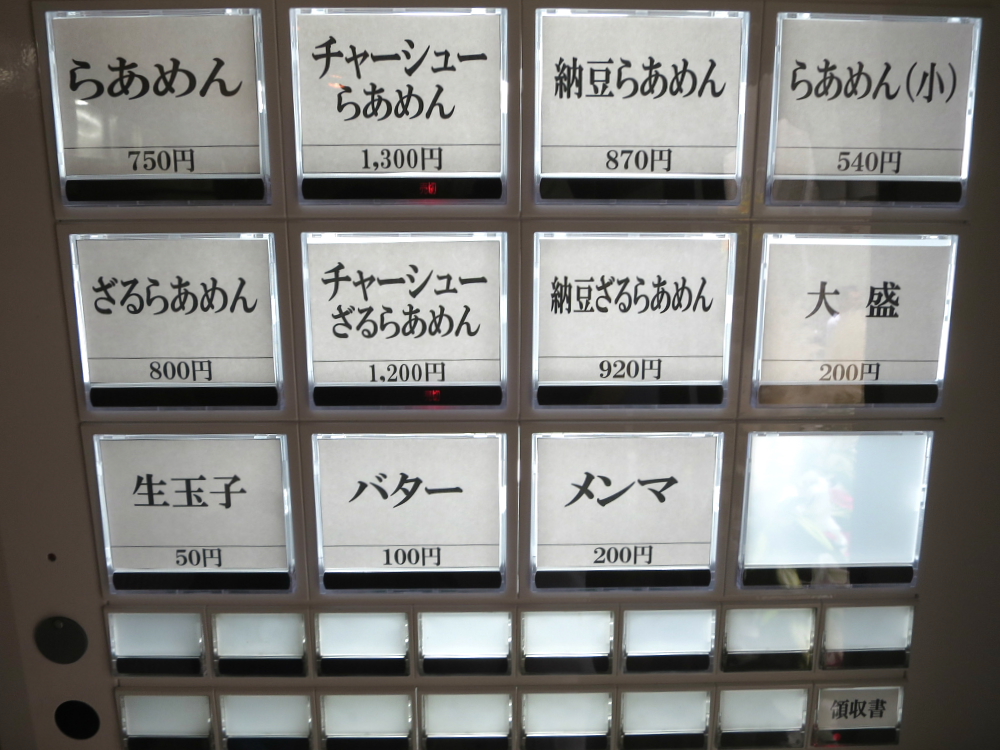 らあめん
750円
チャーシュー
らあめん
1,300円
納豆らあめん
870円
らあめん(小)
540円
ざるらあめん
800円
チャーシュー
ざるらあめん
1,200円
納豆ざるらあめん
920円
大 盛
200円
生玉子
50円
バター
100円
メンマ
200円
領収書